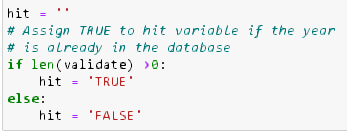 hit = ''
# Assign TRUE to hit variable if the year
# is already in the database
if len(validate) >0:
    hit = 'TRUE'
else:
    hit = 'FALSE'